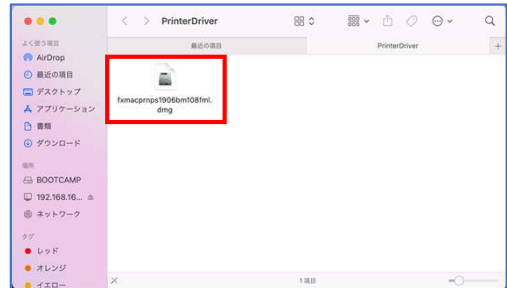 PrinterDriver
よく使う項目
最近の項目
PrinterDriver
AirDrop
最近の項目
デスクトップ
アプリケーション
書類
ダウンロード
fxmacprnps1906bm108fml.
dmg
場所
BOOTCAMP
192.168.16...
ネットワーク
タグ
レッド
オレンジ
イエロー
1 項目